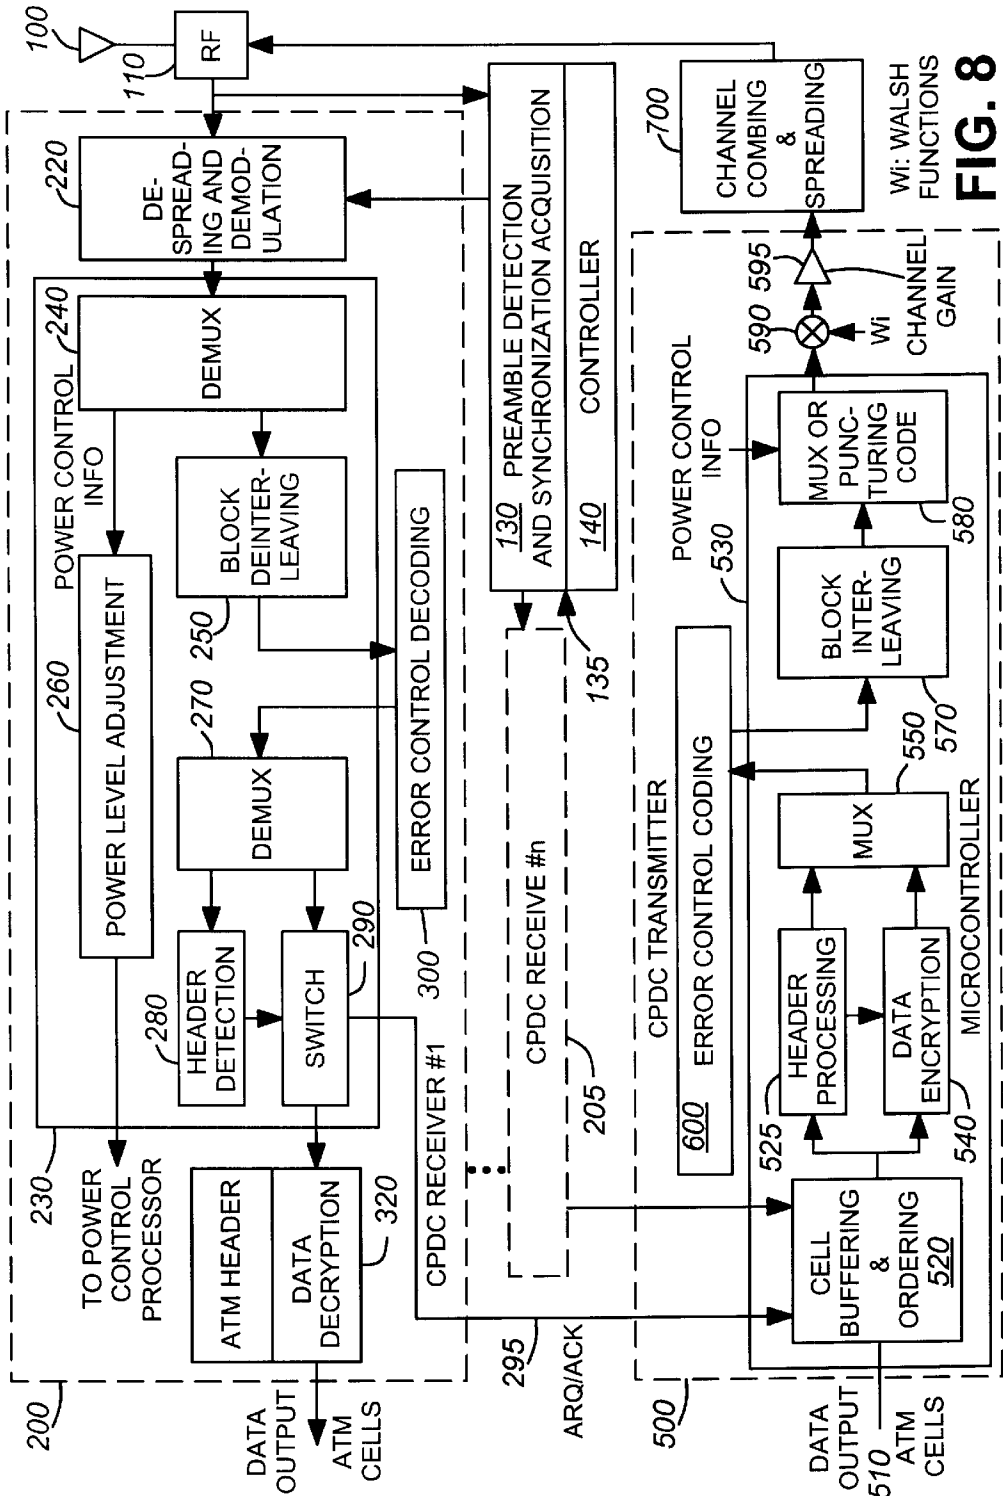 200
TO POWER
CONTROL
PROCESSOR
230
260
POWER LEVEL ADJUSTMENT
POWER CONTROL
INFO
240
DEMUX
220
DE-
SPREAD-
ING AND
DEMOD-
ULATION
100
110
RF
280
HEADER
DETECTION
270
DEMUX
250
BLOCK
DEINTER-
LEAVING
ATM HEADER
DATA
DECRYPTION
320
SWITCH
290
DATA
OUTPUT
ATM
CELLS
300
ERROR CONTROL DECODING
CPDC RECEIVER #1
295
ARQ/ACK
CPDC RECEIVE #n
205
130 PREAMBLE DETECTION
AND SYNCHRONIZATION ACQUISITION
140 CONTROLLER
135
500
CPDC TRANSMITTER
600 ERROR CONTROL CODING
530
POWER CONTROL
INFO
700
CHANNEL
COMBING
&
SPREADING
DATA
OUTPUT
510
ATM
CELLS
CELL
BUFFERING
&
ORDERING 520
525
HEADER
PROCESSING
540
DATA
ENCRYPTION
MUX
550
BLOCK
INTER-
LEAVING
570
MUX OR
PUNC-
TURING
CODE
580
590
595
Wi
CHANNEL
GAIN
MICROCONTROLLER
Wi: WALSH
FUNCTIONS
FIG. 8